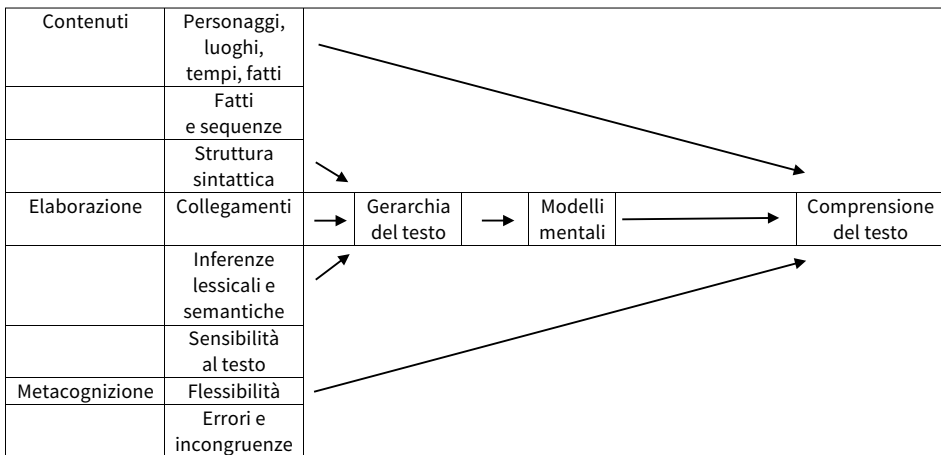 Contenuti
Personaggi,
luoghi,
tempi, fatti
Fatti
e sequenze
Struttura
sintattica
Elaborazione
Collegamenti
Gerarchia
del testo
Modelli
mentali
Comprensione
del testo
Inferenze
lessicali e
semantiche
Sensibilità
al testo
Metacognizione
Flessibilità
Errori e
incongruenze